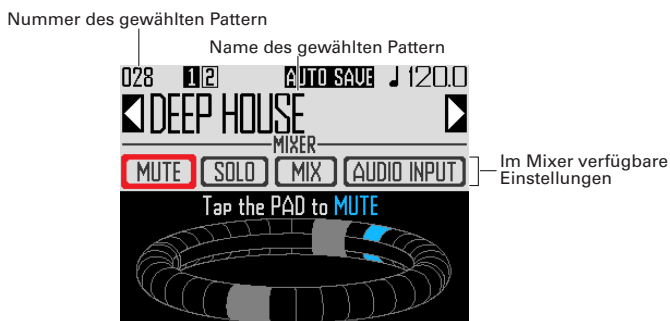 Nummer des gewählten Pattern
Name des gewählten Pattern
028 1 2 AUTO SAVE ♩120.0
DEEP HOUSE
MIXER
MUTE SOLO MIX AUDIO INPUT
Im Mixer verfügbare
Einstellungen
Tap the PAD to MUTE